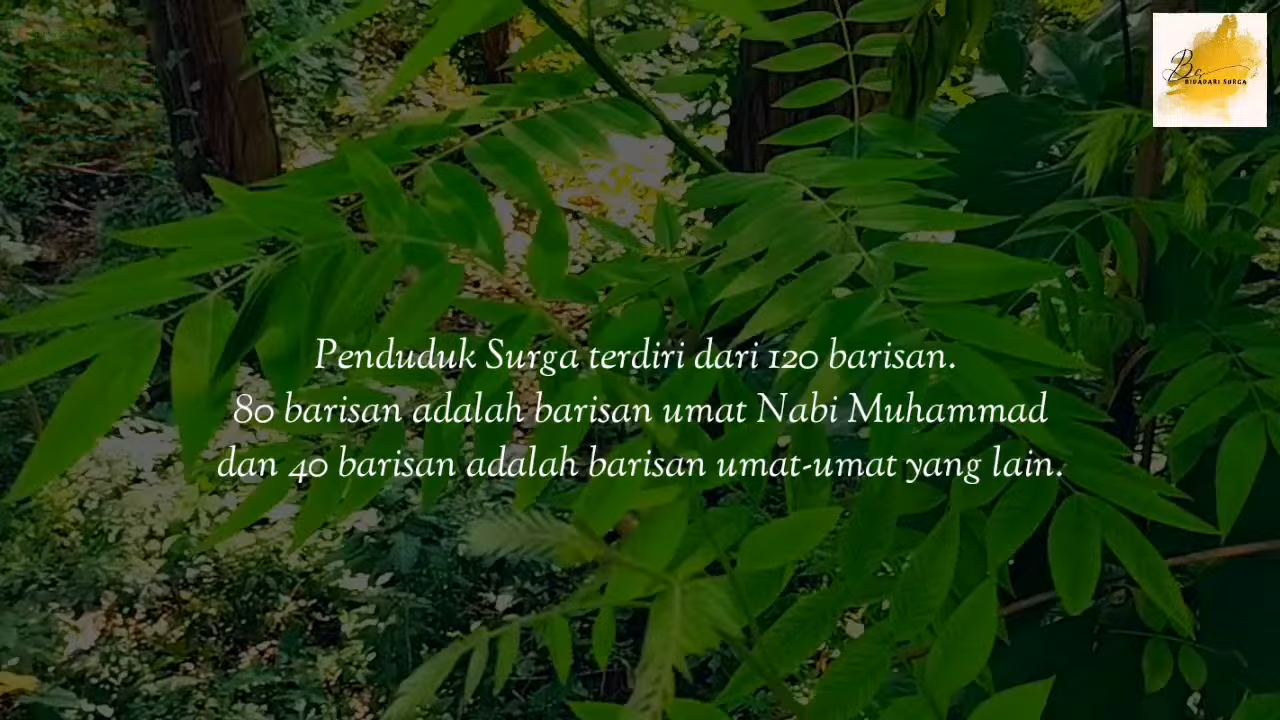 Bs
BIDADARI SURGA
Penduduk Surga terdiri dari 120 barisan.
80 barisan adalah barisan umat Nabi Muhammad
dan 40 barisan adalah barisan umat-umat yang lain.